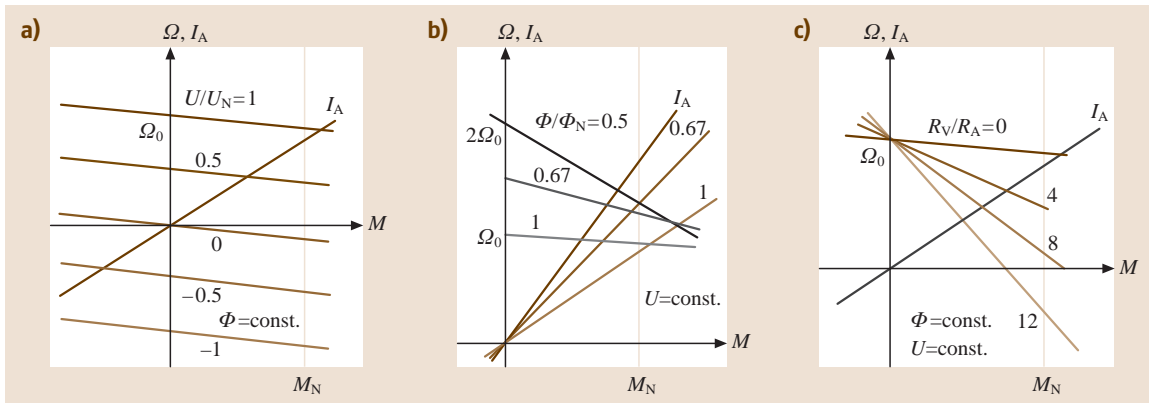 a)
Ω, I_A
U/U_N=1
I_A
Ω_0
0.5
M
0
−0.5
Φ=const.
−1
M_N
b)
Ω, I_A
I_A
Φ/Φ_N=0.5
0.67
2Ω_0
0.67
1
1
Ω_0
U=const.
M
M_N
c)
Ω, I_A
I_A
R_V/R_A=0
Ω_0
4
8
M
Φ=const.
12
U=const.
M_N